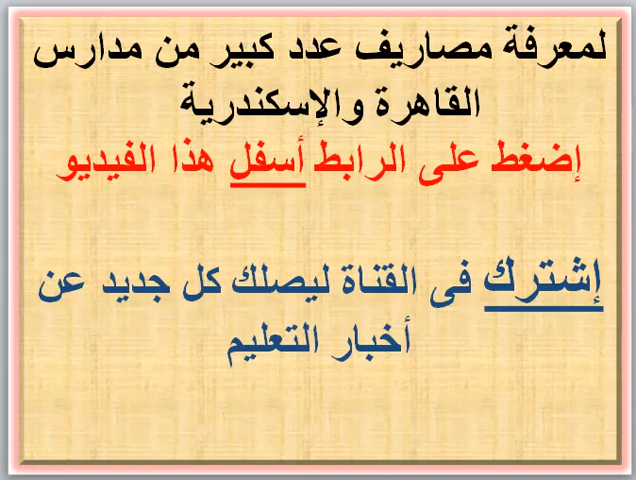 لمعرفة مصاريف عدد كبير من مدارس
القاهرة والإسكندرية
إضغط على الرابط أسفل هذا الفيديو
إشترك فى القناة ليصلك كل جديد عن
أخبار التعليم